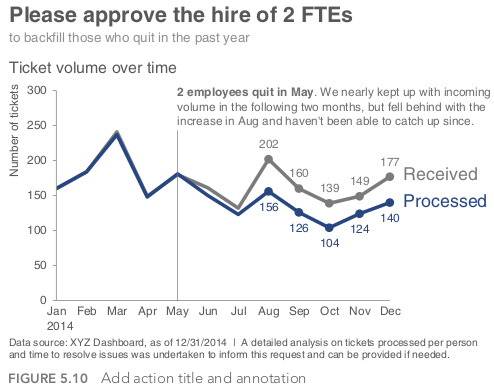 Please approve the hire of 2 FTEs
to backfill those who quit in the past year
Ticket volume over time
Number of tickets
300
250
200
150
100
50
0
2 employees quit in May. We nearly kept up with incoming
volume in the following two months, but fell behind with the
increase in Aug and haven't been able to catch up since.
202
160
139
149
177
Received
156
126
104
124
140
Processed
Jan Feb Mar Apr May Jun Jul Aug Sep Oct Nov Dec
2014
Data source: XYZ Dashboard, as of 12/31/2014 | A detailed analysis on tickets processed per person
and time to resolve issues was undertaken to inform this request and can be provided if needed.
FIGURE 5.10 Add action title and annotation